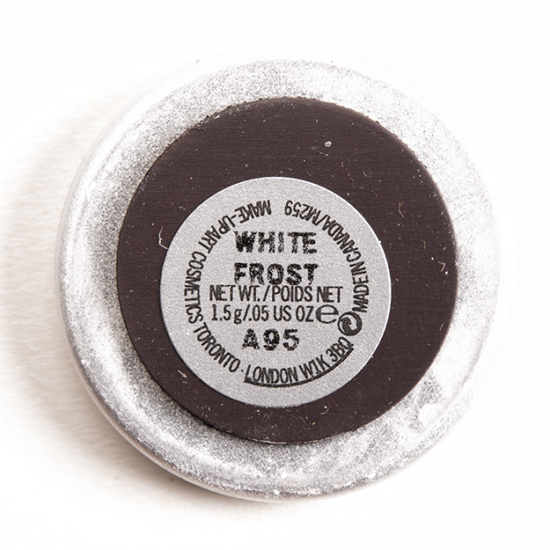 WHITE
FROST
NET WT./POIDS NET
1.5 g/.05 US OZ ℮
A95
MAKE-UP ART COSMETICS TORONTO · LONDON W1K 3BQ
MADE IN CANADA/M259